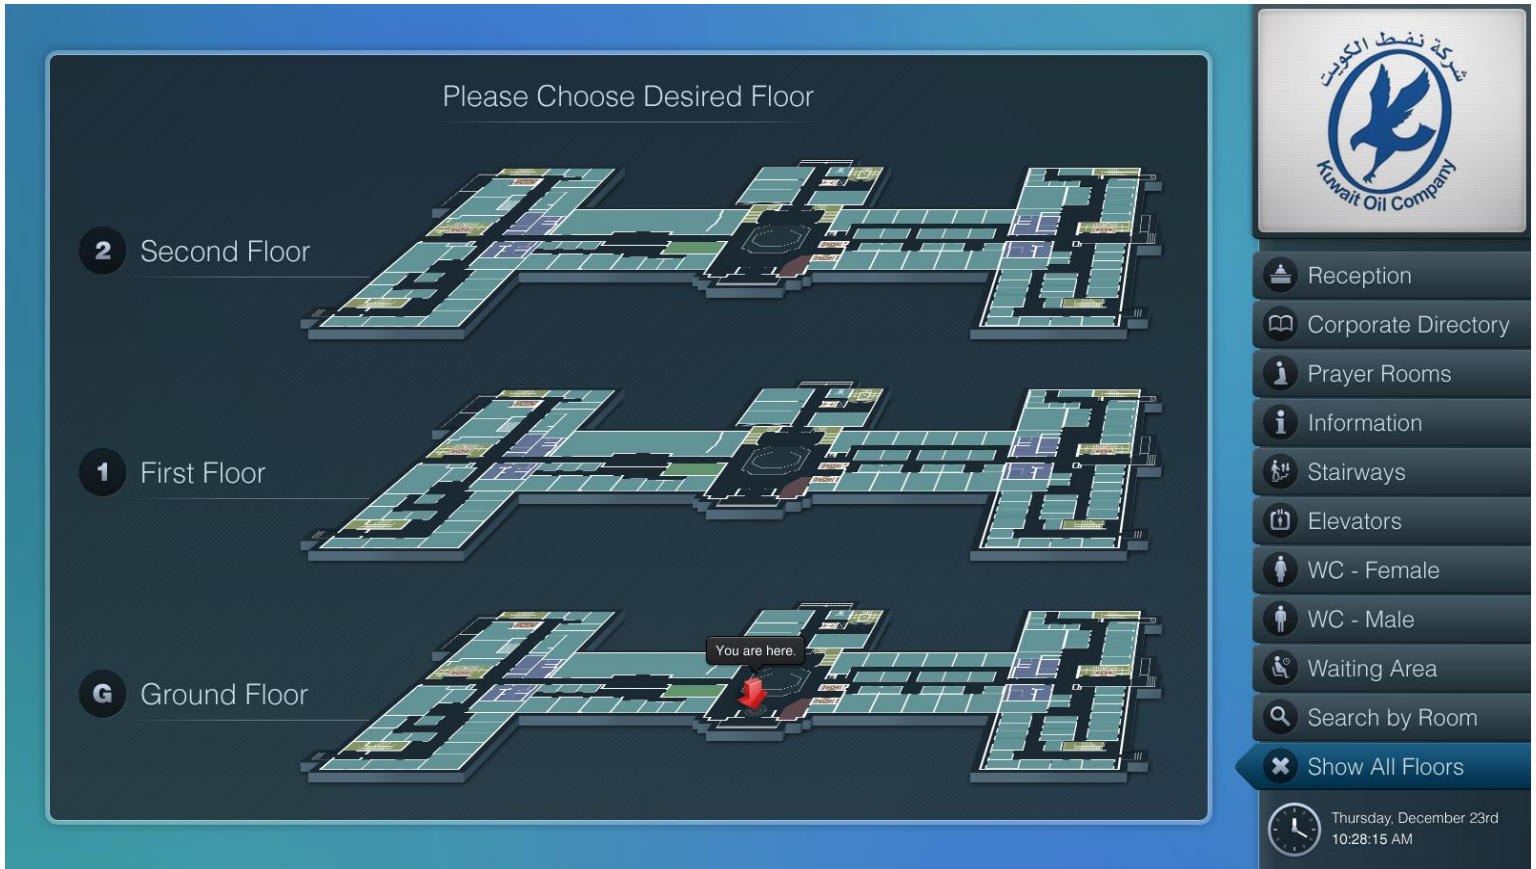 Please Choose Desired Floor
2 Second Floor
1 First Floor
G Ground Floor
You are here.
شركة نفط الكويت
Kuwait Oil Company
Reception
Corporate Directory
Prayer Rooms
Information
Stairways
Elevators
WC - Female
WC - Male
Waiting Area
Search by Room
Show All Floors
Thursday, December 23rd
10:28:15 AM